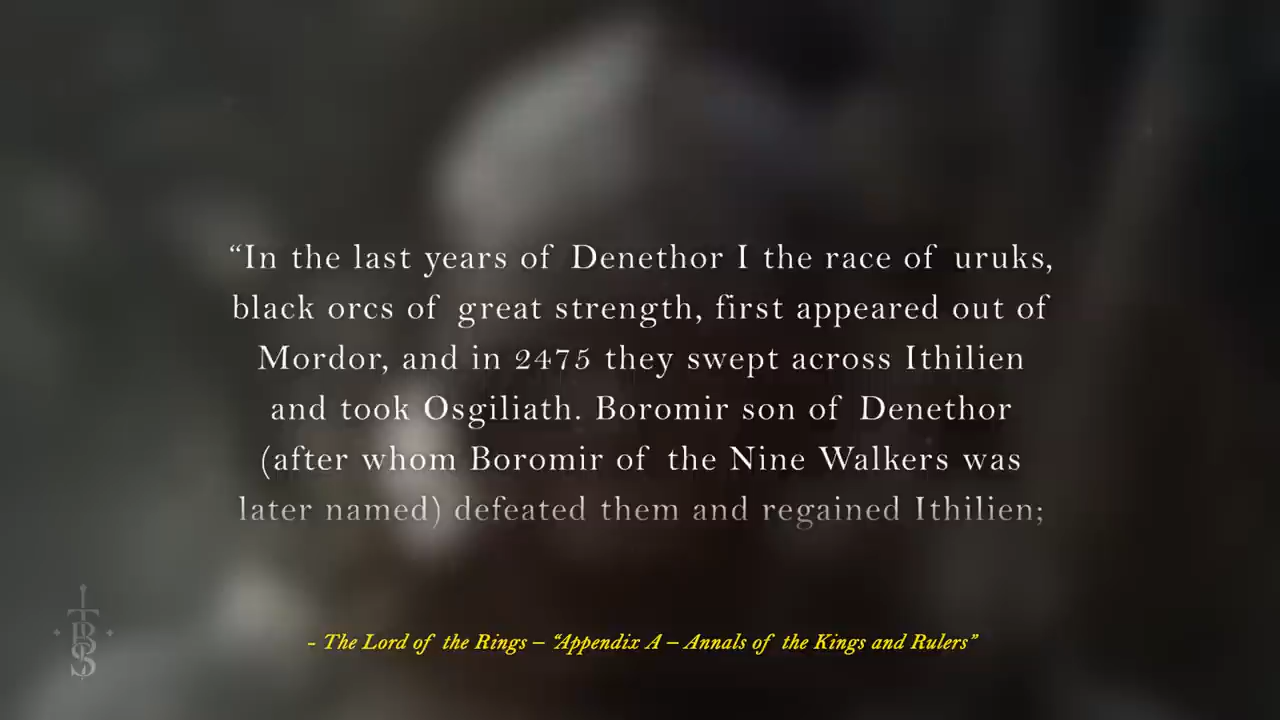 “In the last years of Denethor I the race of uruks,
black orcs of great strength, first appeared out of
Mordor, and in 2475 they swept across Ithilien
and took Osgiliath. Boromir son of Denethor
(after whom Boromir of the Nine Walkers was
later named) defeated them and regained Ithilien;
- The Lord of the Rings – “Appendix A – Annals of the Kings and Rulers”
TBS